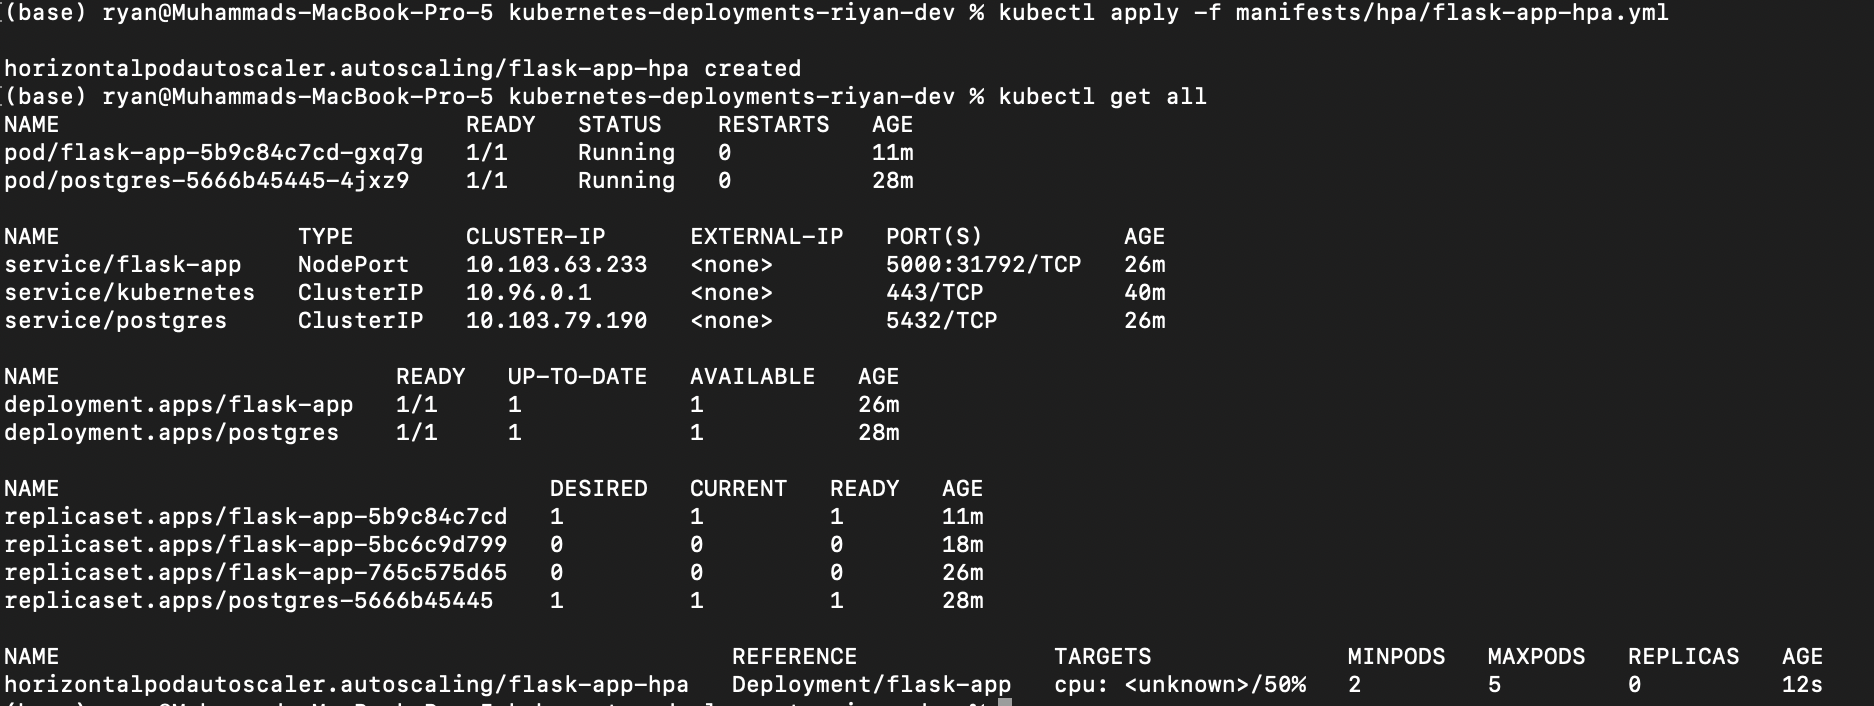 (base) ryan@Muhammads-MacBook-Pro-5 kubernetes-deployments-riyan-dev % kubectl apply -f manifests/hpa/flask-app-hpa.yml
horizontalpodautoscaler.autoscaling/flask-app-hpa created
(base) ryan@Muhammads-MacBook-Pro-5 kubernetes-deployments-riyan-dev % kubectl get all
NAME READY STATUS RESTARTS AGE
pod/flask-app-5b9c84c7cd-gxq7g 1/1 Running 0 11m
pod/postgres-5666b45445-4jxz9 1/1 Running 0 28m
NAME TYPE CLUSTER-IP EXTERNAL-IP PORT(S) AGE
service/flask-app NodePort 10.103.63.233 <none> 5000:31792/TCP 26m
service/kubernetes ClusterIP 10.96.0.1 <none> 443/TCP 40m
service/postgres ClusterIP 10.103.79.190 <none> 5432/TCP 26m
NAME READY UP-TO-DATE AVAILABLE AGE
deployment.apps/flask-app 1/1 1 1 26m
deployment.apps/postgres 1/1 1 1 28m
NAME DESIRED CURRENT READY AGE
replicaset.apps/flask-app-5b9c84c7cd 1 1 1 11m
replicaset.apps/flask-app-5bc6c9d799 0 0 0 18m
replicaset.apps/flask-app-765c575d65 0 0 0 26m
replicaset.apps/postgres-5666b45445 1 1 1 28m
NAME REFERENCE TARGETS MINPODS MAXPODS REPLICAS AGE
horizontalpodautoscaler.autoscaling/flask-app-hpa Deployment/flask-app cpu: <unknown>/50% 2 5 0 12s